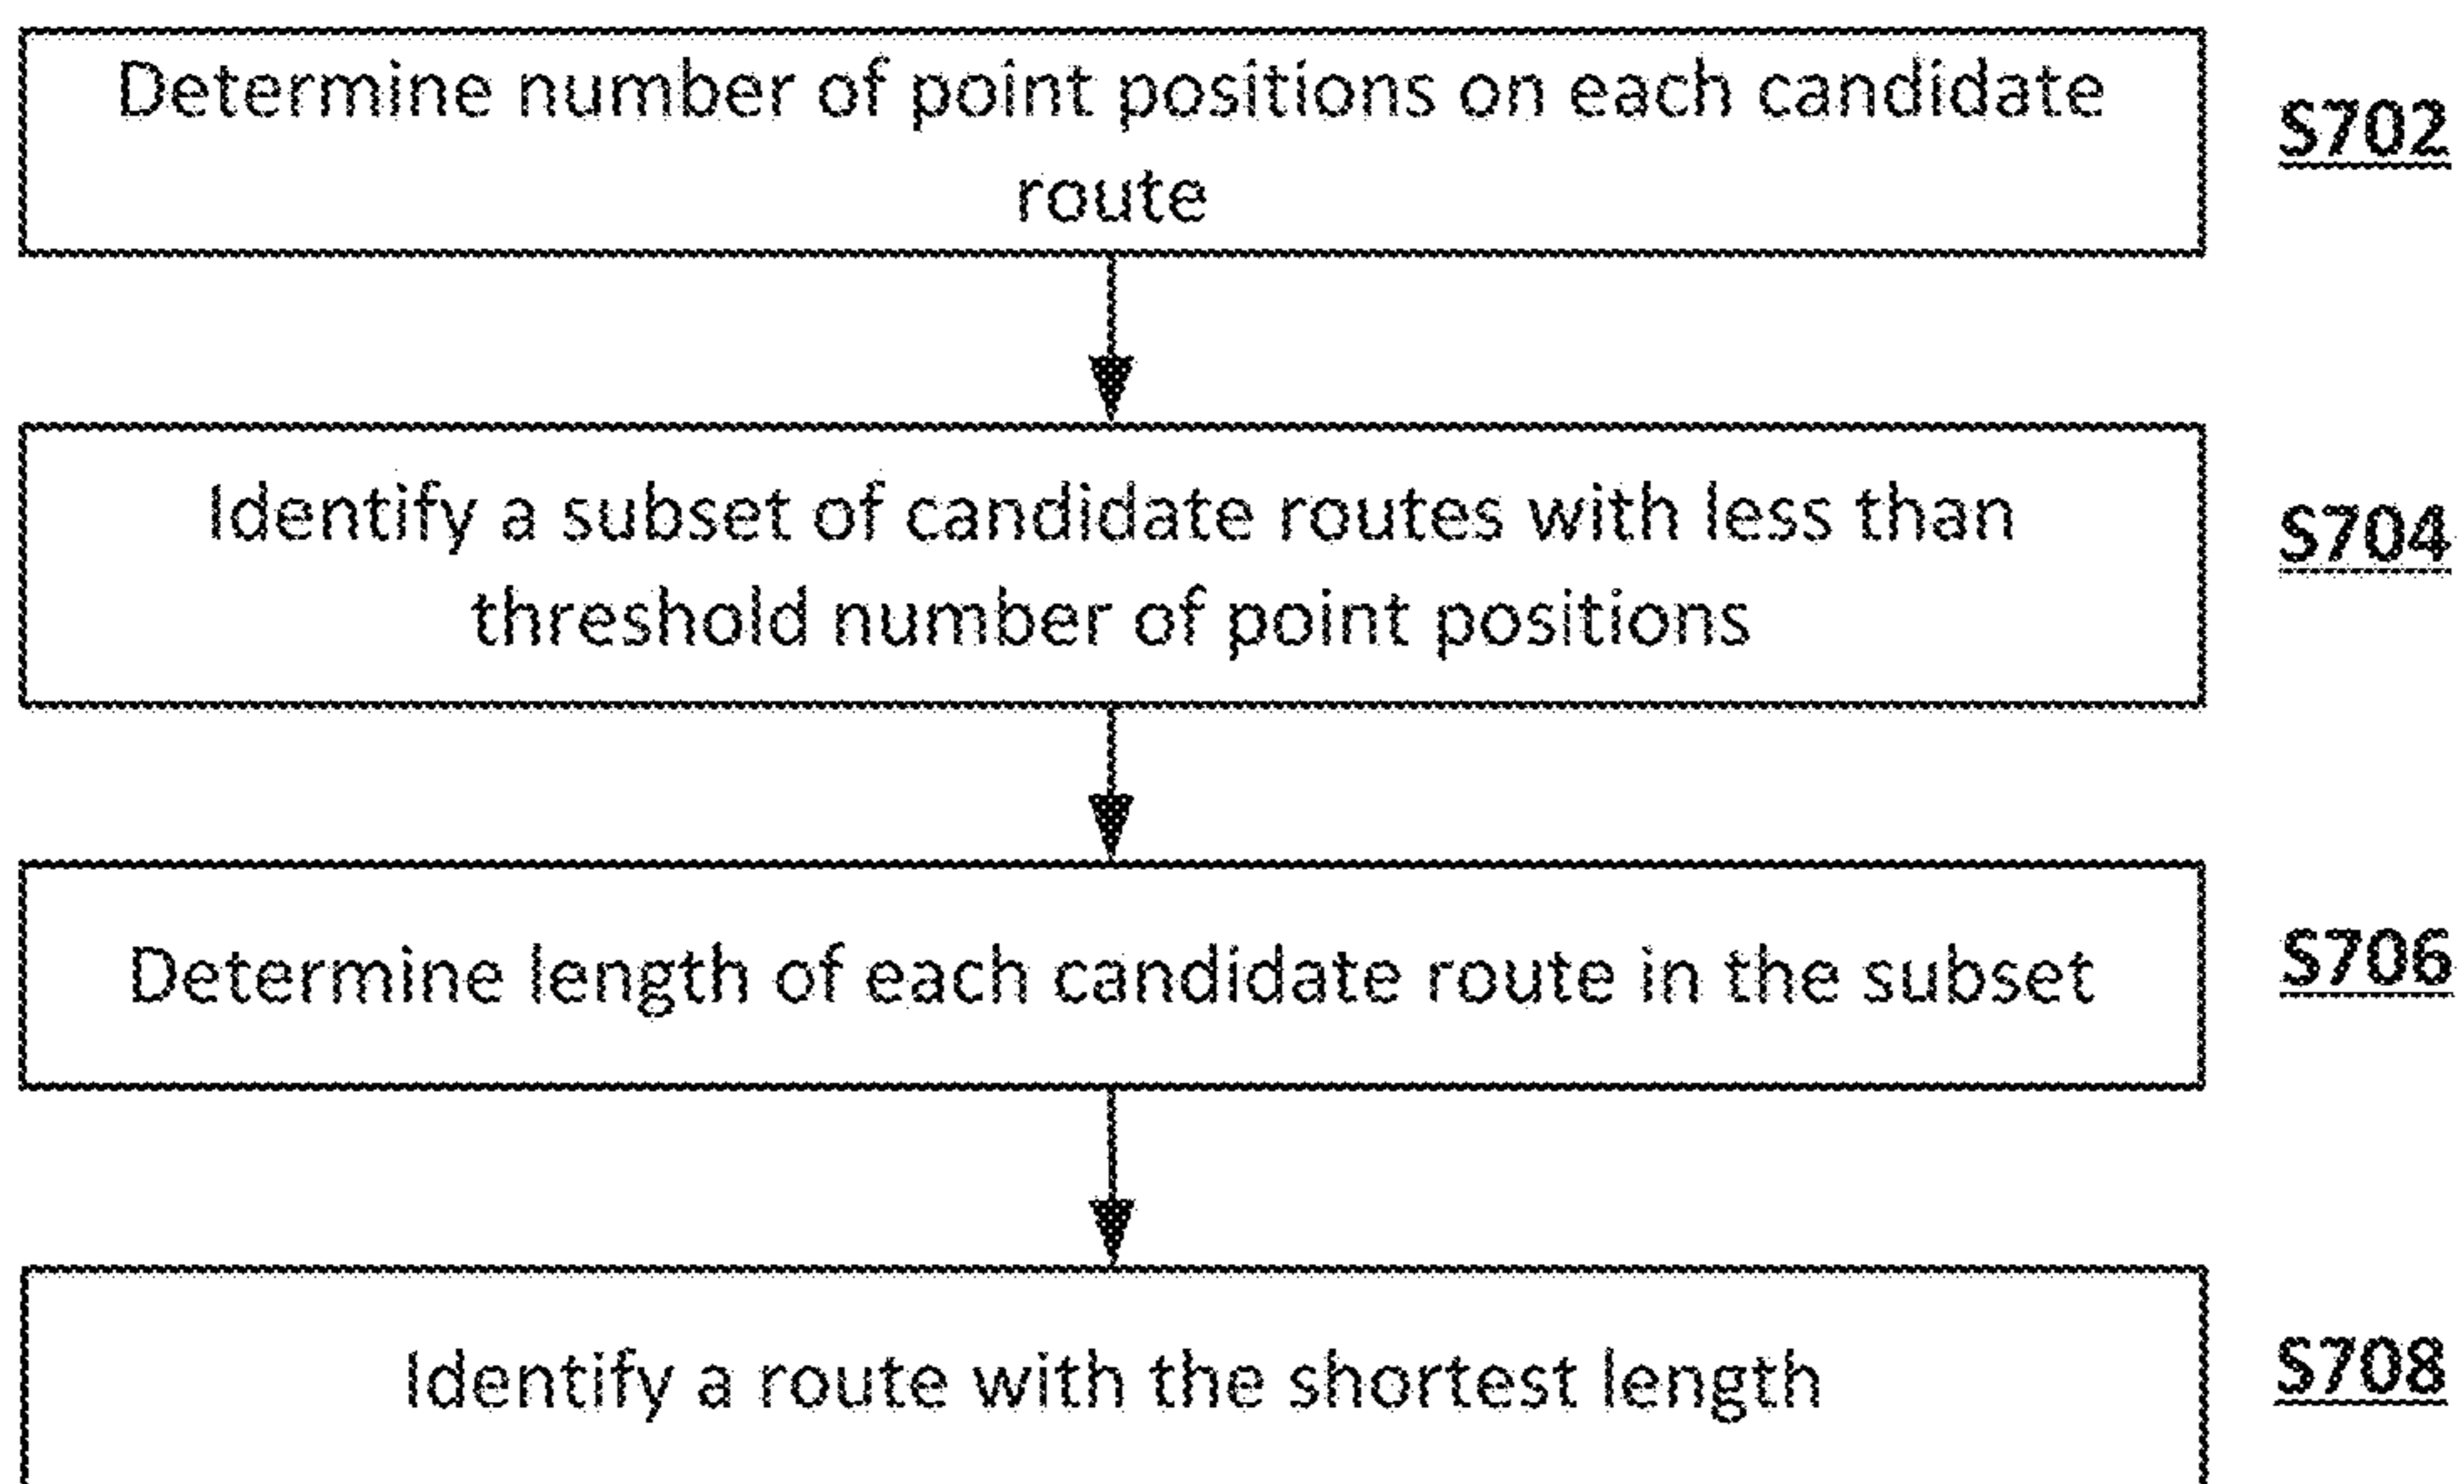 Determine number of point positions on each candidate
route
S702
Identify a subset of candidate routes with less than
threshold number of point positions
S704
Determine length of each candidate route in the subset
S706
Identify a route with the shortest length
S708